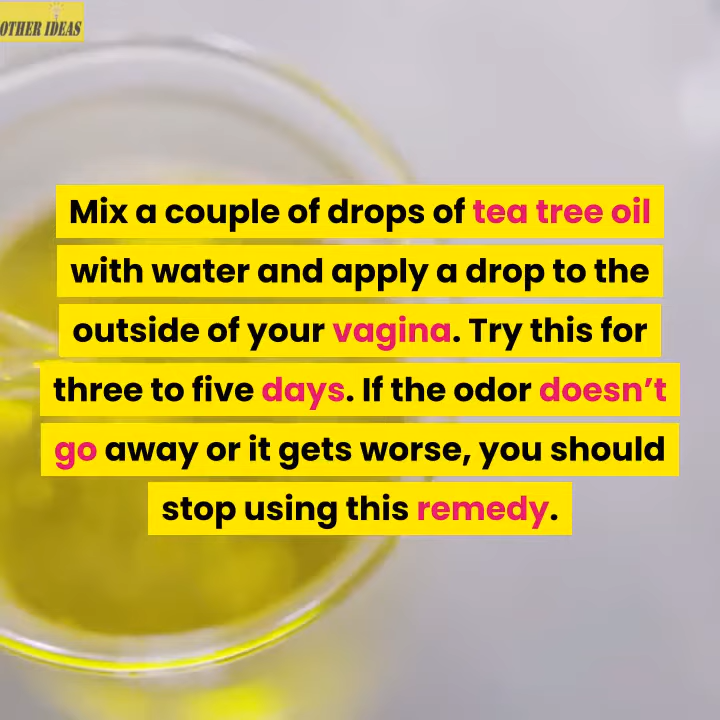 OTHER IDEAS
Mix a couple of drops of tea tree oil
with water and apply a drop to the
outside of your vagina. Try this for
three to five days. If the odor doesn’t
go away or it gets worse, you should
stop using this remedy.